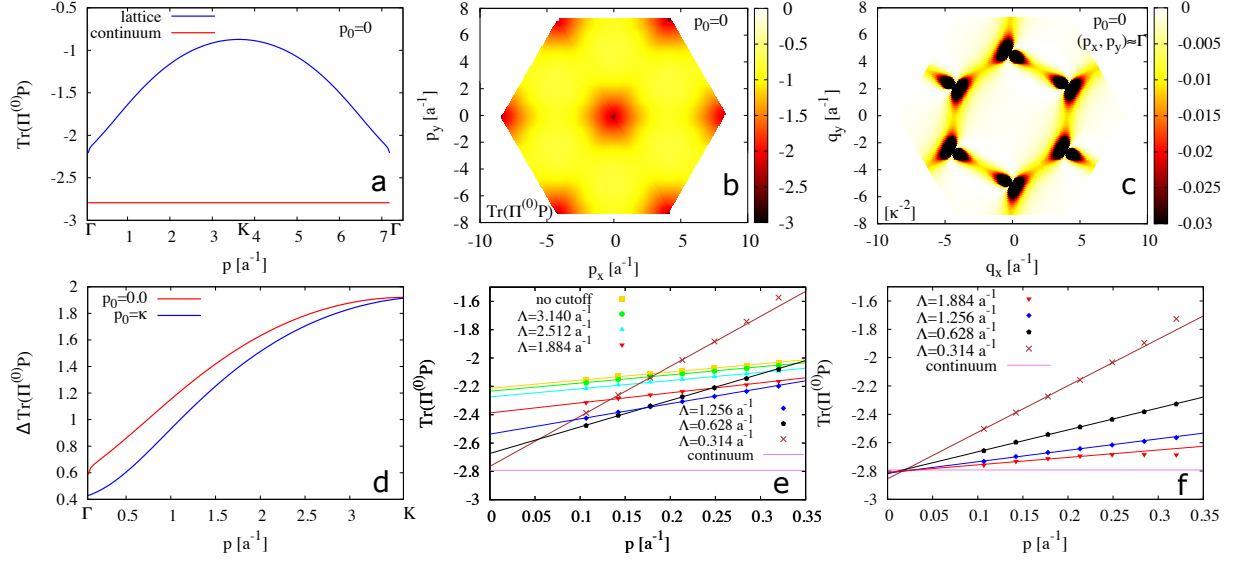 lattice
continuum
p₀=0
Tr(Π⁽⁰⁾P)
0
-0.5
-1
-1.5
-2
-2.5
-3
a
Γ 1 2 3 K 4 5 6 7 Γ
p [a⁻¹]
p₀=0
p_y [a⁻¹]
8
6
4
2
0
-2
-4
-6
-8
Tr(Π⁽⁰⁾P)
b
-10 -5 0 5 10
p_x [a⁻¹]
0
-0.5
-1
-1.5
-2
-2.5
-3
p₀=0
(p_x, p_y)≈Γ
q_y [a⁻¹]
8
6
4
2
0
-2
-4
-6
-8
[κ⁻²]
c
-10 -5 0 5 10
q_x [a⁻¹]
0
-0.005
-0.01
-0.015
-0.02
-0.025
-0.03
p₀=0.0
p₀=κ
Δ Tr(Π⁽⁰⁾P)
2
1.8
1.6
1.4
1.2
1
0.8
0.6
0.4
d
Γ 0.5 1 1.5 2 2.5 3 K
p [a⁻¹]
no cutoff
Λ=3.140 a⁻¹
Λ=2.512 a⁻¹
Λ=1.884 a⁻¹
Λ=1.256 a⁻¹
Λ=0.628 a⁻¹
Λ=0.314 a⁻¹
continuum
Tr(Π⁽⁰⁾P)
-1.6
-1.8
-2
-2.2
-2.4
-2.6
-2.8
-3
e
0 0.05 0.1 0.15 0.2 0.25 0.3 0.35
p [a⁻¹]
Λ=1.884 a⁻¹
Λ=1.256 a⁻¹
Λ=0.628 a⁻¹
Λ=0.314 a⁻¹
continuum
Tr(Π⁽⁰⁾P)
-1.6
-1.8
-2
-2.2
-2.4
-2.6
-2.8
-3
f
0 0.05 0.1 0.15 0.2 0.25 0.3 0.35
p [a⁻¹]